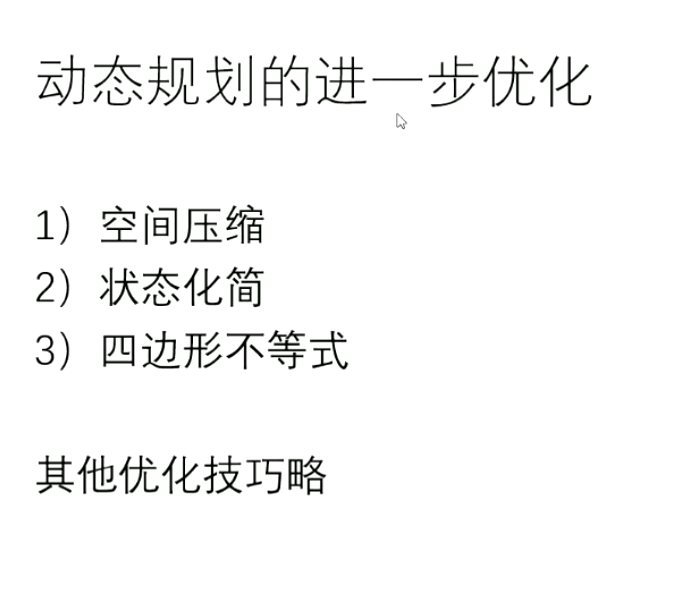 动态规划的进一步优化
1）空间压缩
2）状态化简
3）四边形不等式
其他优化技巧略